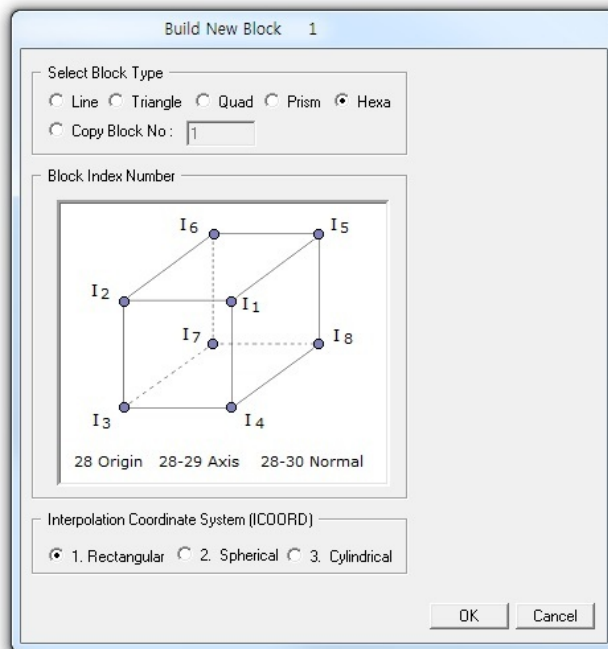 Build New Block 1
Select Block Type
Line Triangle Quad Prism Hexa
Copy Block No : 1
Block Index Number
I6 I5
I2 I1
I7 I8
I3 I4
28 Origin 28-29 Axis 28-30 Normal
Interpolation Coordinate System (ICOORD)
1. Rectangular 2. Spherical 3. Cylindrical
OK Cancel